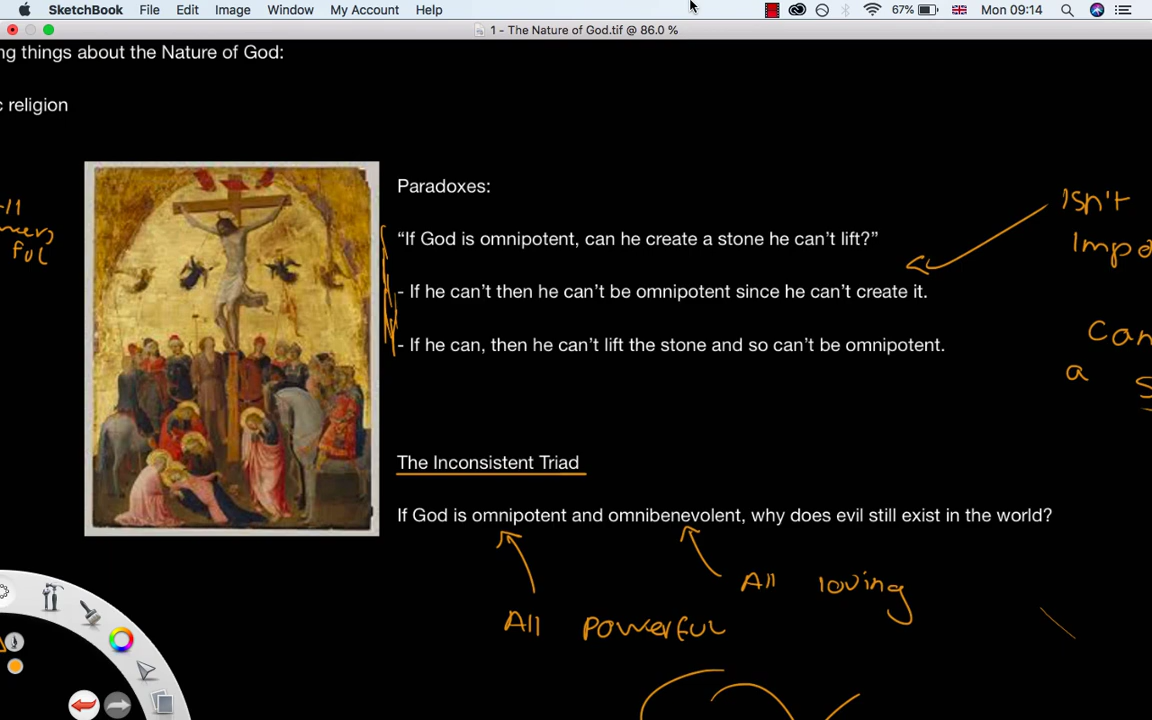 SketchBook File Edit Image Window My Account Help 67% Mon 09:14
1 - The Nature of God.tif @ 86.0 %
ng things about the Nature of God:
c religion
Paradoxes:
Isn't
ful
“If God is omnipotent, can he create a stone he can’t lift?”
- If he can’t then he can’t be omnipotent since he can’t create it.
- If he can, then he can’t lift the stone and so can’t be omnipotent.
a
The Inconsistent Triad
If God is omnipotent and omnibenevolent, why does evil still exist in the world?
All loving
All powerful